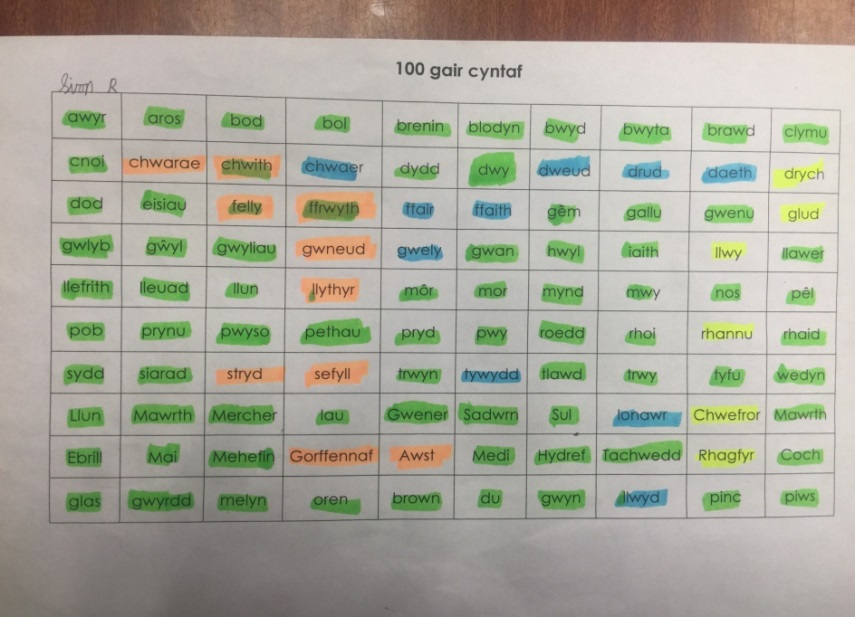 100 gair cyntaf
Sion R
awyr aros bod bol brenin blodyn bwyd bwyta brawd clymu
cnoi chwarae chwith chwaer dydd dwy dweud drud daeth drych
dod eisiau felly ffrwyth ffair ffaith gêm gallu gwenu glud
gwlyb gŵyl gwyliau gwneud gwely gwan hwyl iaith llwy llawer
llefrith lleuad llun llythyr môr mor mynd mwy nos pêl
pob prynu pwyso pethau pryd pwy roedd rhoi rhannu rhaid
sydd siarad stryd sefyll trwyn tywydd tlawd trwy tyfu wedyn
Llun Mawrth Mercher Iau Gwener Sadwrn Sul Ionawr Chwefror Mawrth
Ebrill Mai Mehefin Gorffennaf Awst Medi Hydref Tachwedd Rhagfyr Coch
glas gwyrdd melyn oren brown du gwyn llwyd pinc piws